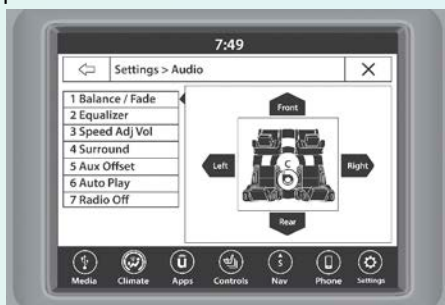 7:49
Settings > Audio
1 Balance / Fade
2 Equalizer
3 Speed Adj Vol
4 Surround
5 Aux Offset
6 Auto Play
7 Radio Off
Front
Left
C
Right
Rear
Media Climate Apps Controls Nav Phone Settings